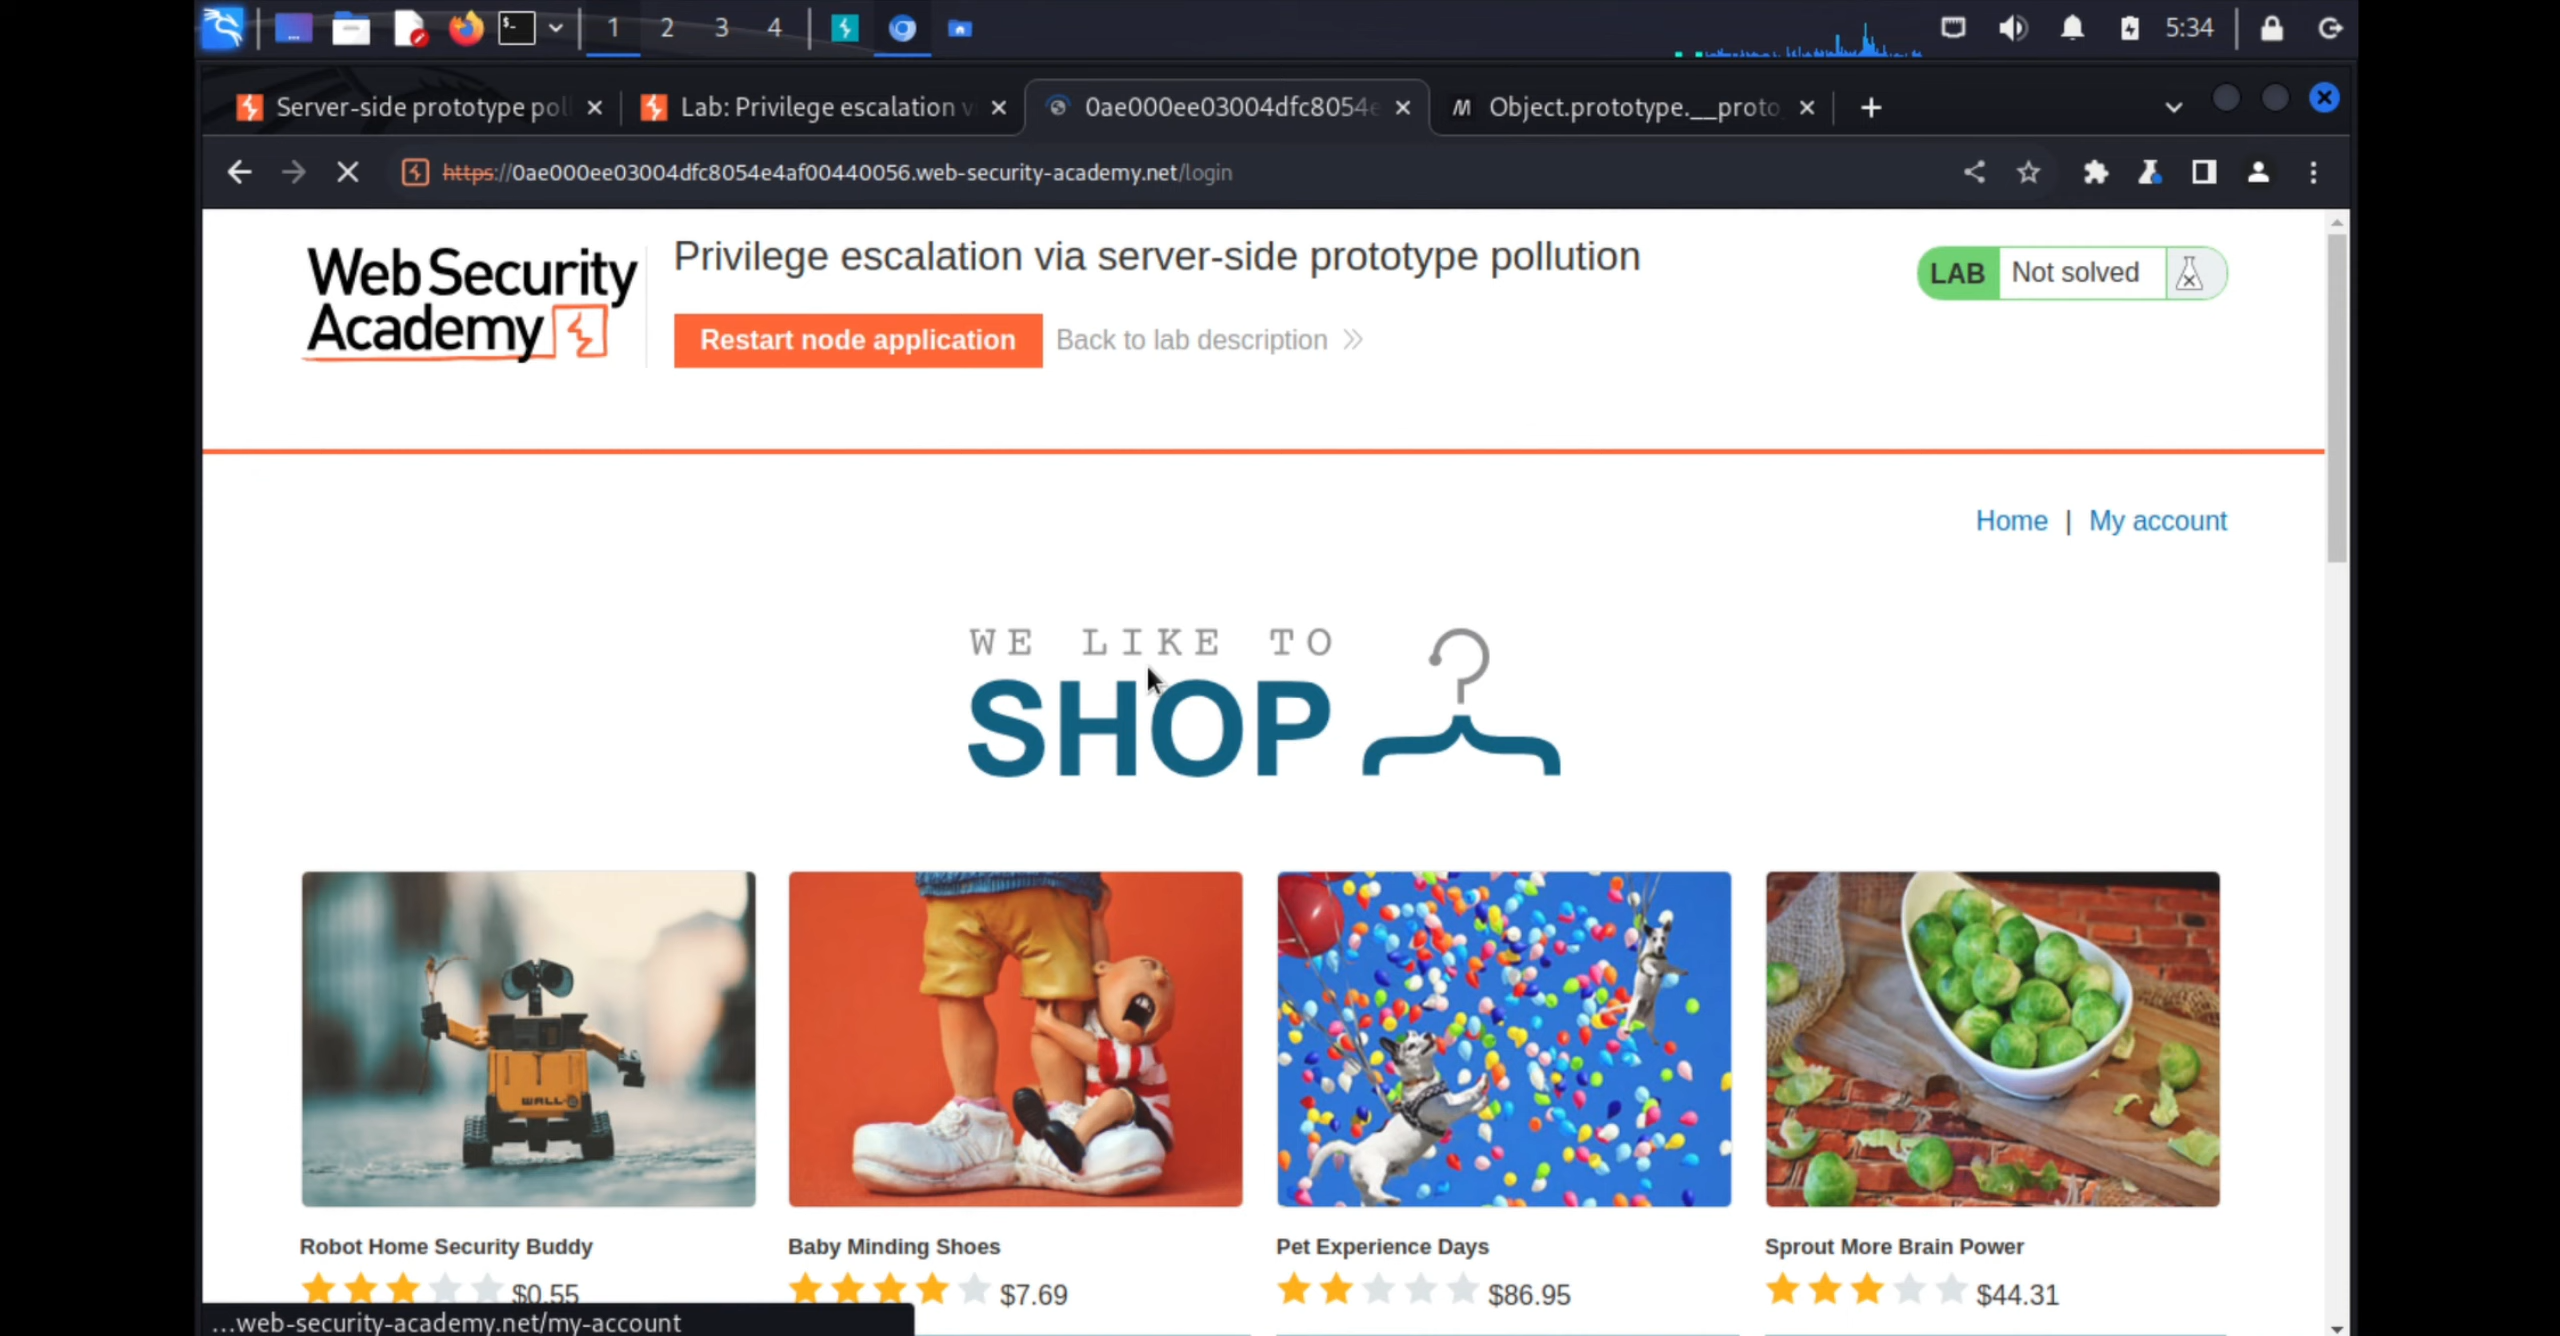 1 2 3 4 5:34
Server-side prototype pol
Lab: Privilege escalation v
0ae000ee03004dfc8054e
Object.prototype.__proto
https://0ae000ee03004dfc8054e4af00440056.web-security-academy.net/login
Web Security
Academy
Privilege escalation via server-side prototype pollution
LAB Not solved
Restart node application
Back to lab description
Home | My account
WE LIKE TO
SHOP
WALL-E
Robot Home Security Buddy
Baby Minding Shoes
Pet Experience Days
Sprout More Brain Power
$0.55
$7.69
$86.95
$44.31
...web-security-academy.net/my-account